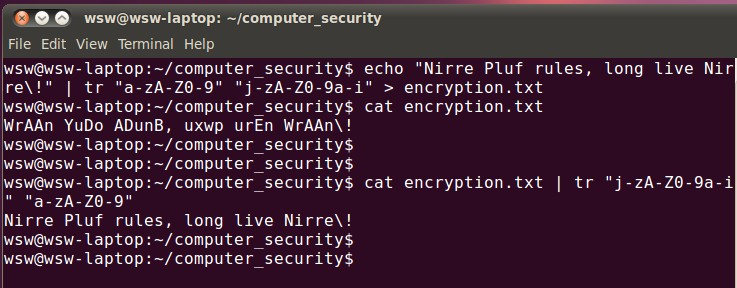 wsw@wsw-laptop: ~/computer_security
File Edit View Terminal Help
wsw@wsw-laptop:~/computer_security$ echo "Nirre Pluf rules, long live Nir
re\!" | tr "a-zA-Z0-9" "j-zA-Z0-9a-i" > encryption.txt
wsw@wsw-laptop:~/computer_security$ cat encryption.txt
WrAAn YuDo ADunB, uxwp urEn WrAAn\!
wsw@wsw-laptop:~/computer_security$
wsw@wsw-laptop:~/computer_security$
wsw@wsw-laptop:~/computer_security$ cat encryption.txt | tr "j-zA-Z0-9a-i
" "a-zA-Z0-9"
Nirre Pluf rules, long live Nirre\!
wsw@wsw-laptop:~/computer_security$
wsw@wsw-laptop:~/computer_security$